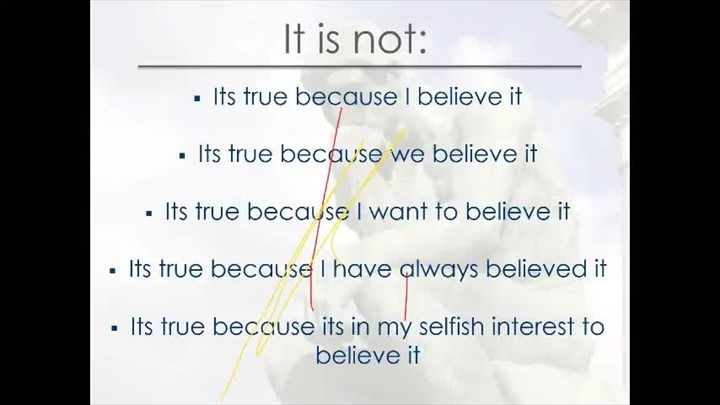 It is not:
▪ Its true because I believe it
▪ Its true because we believe it
▪ Its true because I want to believe it
▪ Its true because I have always believed it
▪ Its true because its in my selfish interest to
believe it